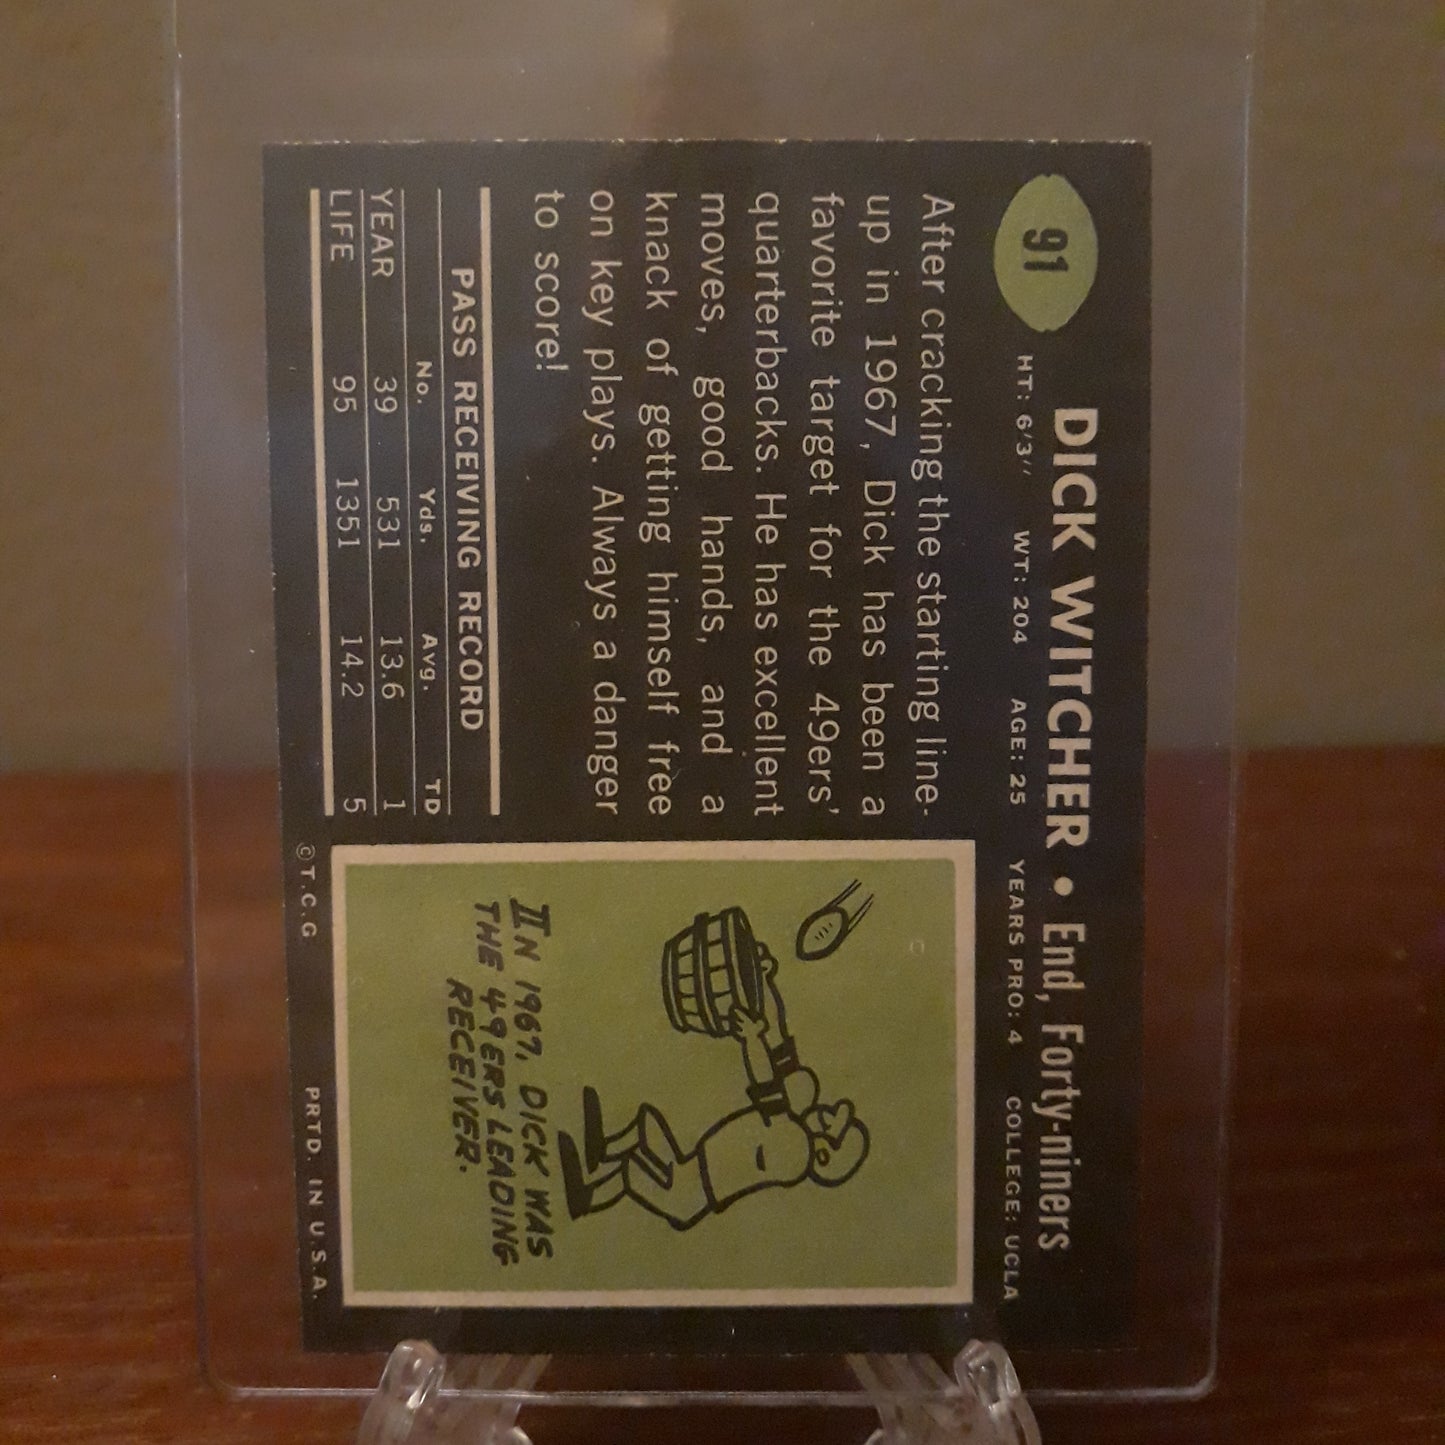 91
DICK WITCHER • End, Forty-niners
HT: 6'3" WT: 204 AGE: 25 YEARS PRO: 4 COLLEGE: UCLA
After cracking the starting line-
up in 1967, Dick has been a
favorite target for the 49ers'
quarterbacks. He has excellent
moves, good hands, and a
knack of getting himself free
on key plays. Always a danger
to score!
PASS RECEIVING RECORD
No. Yds. Avg. TD
YEAR 39 531 13.6 1
LIFE 95 1351 14.2 5
IN 1967, DICK WAS
THE 49ERS LEADING
RECEIVER.
© T.C.G PRTD. IN U.S.A.